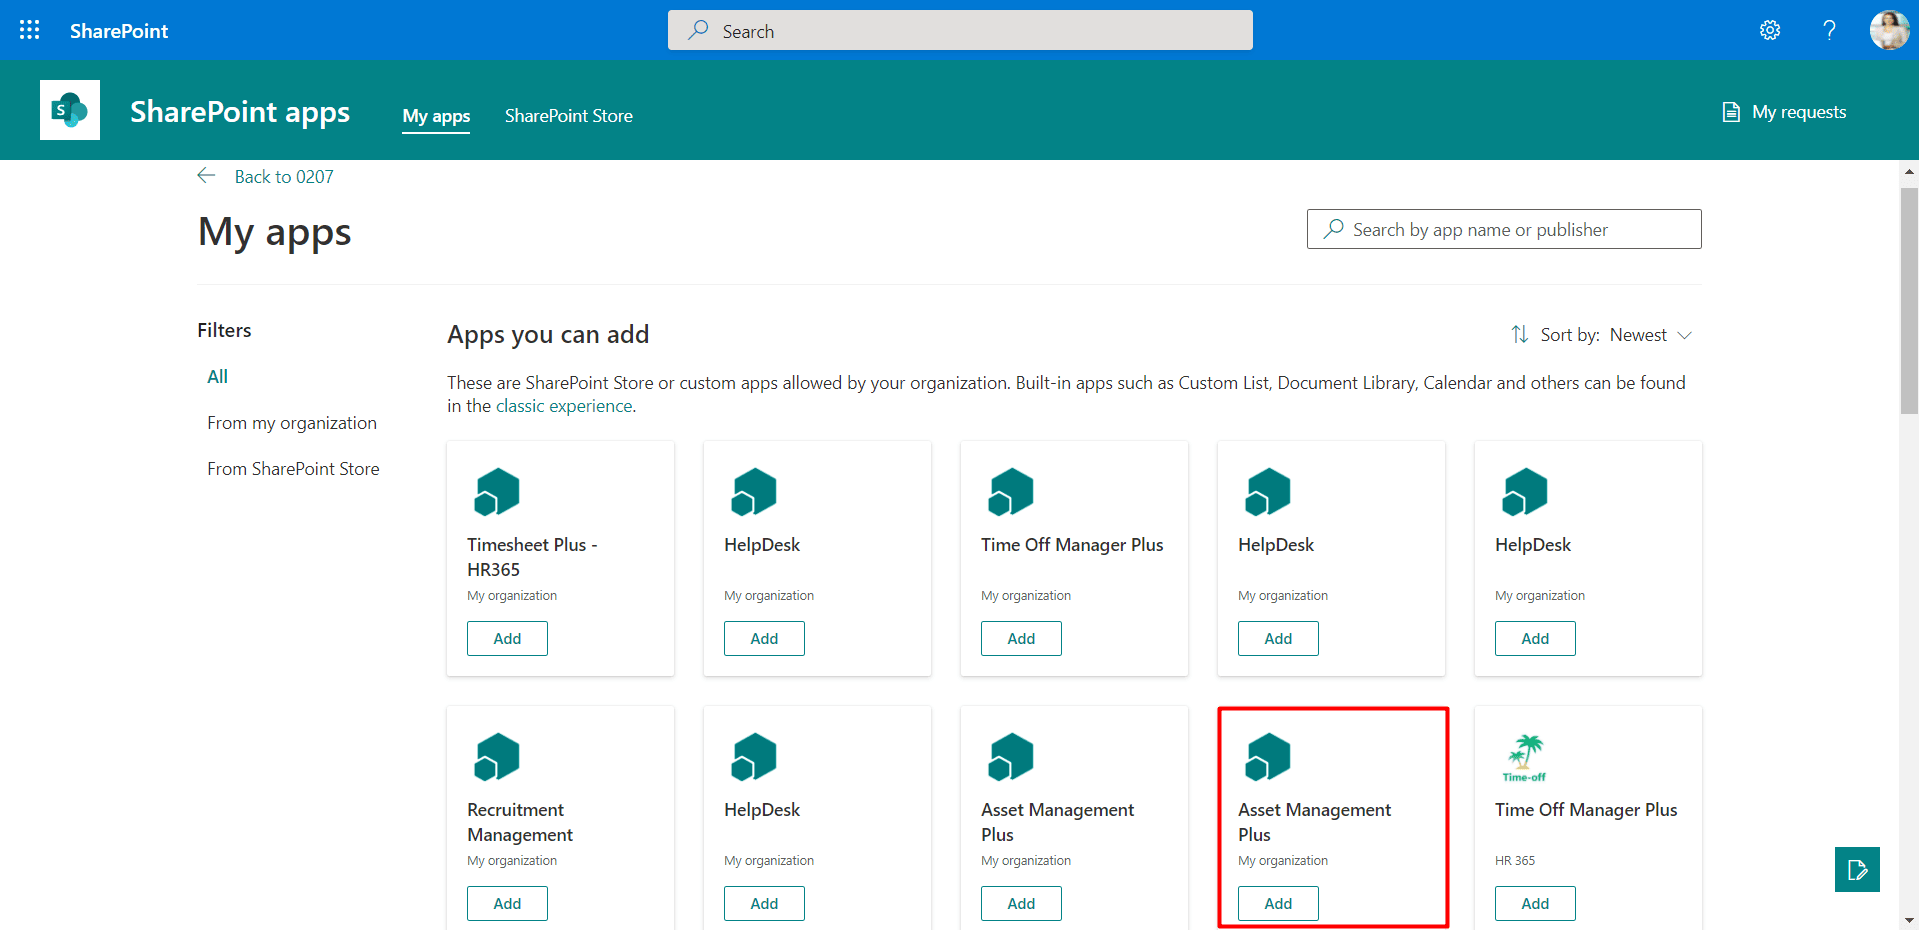 SharePoint
Search
?
S
SharePoint apps
My apps
SharePoint Store
My requests
Back to 0207
My apps
Search by app name or publisher
Filters
All
From my organization
From SharePoint Store
Apps you can add
Sort by: Newest
These are SharePoint Store or custom apps allowed by your organization. Built-in apps such as Custom List, Document Library, Calendar and others can be found
in the classic experience.
Timesheet Plus -
HR365
My organization
Add
HelpDesk
My organization
Add
Time Off Manager Plus
My organization
Add
HelpDesk
My organization
Add
HelpDesk
My organization
Add
Recruitment
Management
My organization
Add
HelpDesk
My organization
Add
Asset Management
Plus
My organization
Add
Asset Management
Plus
My organization
Add
Time-off
Time Off Manager Plus
HR 365
Add